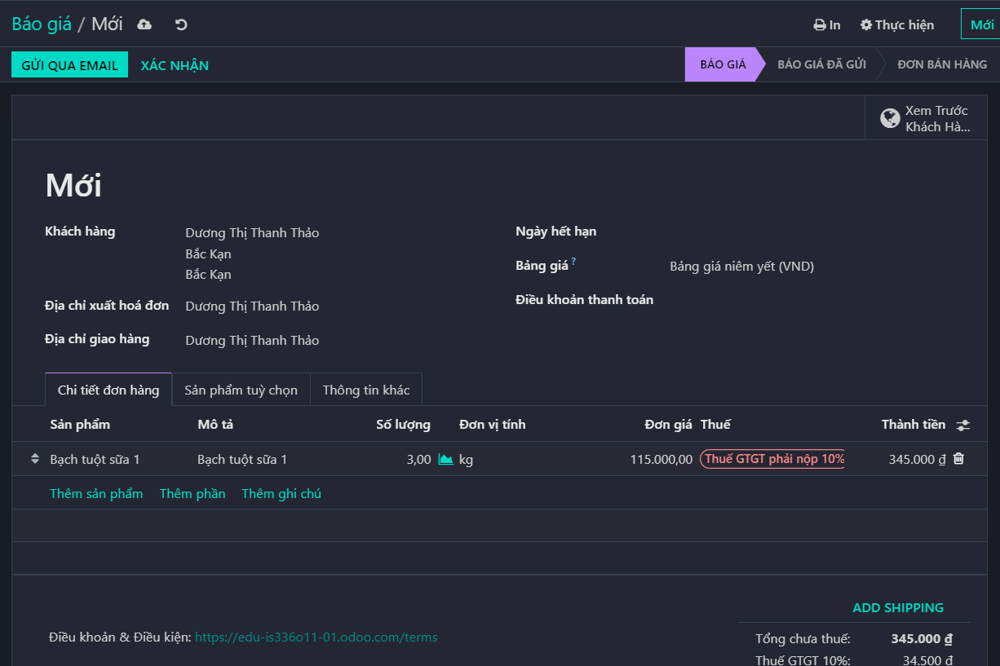 Báo giá / Mới
In
Thực hiện
Mới
GỬI QUA EMAIL
XÁC NHẬN
BÁO GIÁ
BÁO GIÁ ĐÃ GỬI
ĐƠN BÁN HÀNG
Xem Trước
Khách Hà...
Mới
Khách hàng
Dương Thị Thanh Thảo
Bắc Kạn
Bắc Kạn
Địa chỉ xuất hoá đơn
Dương Thị Thanh Thảo
Địa chỉ giao hàng
Dương Thị Thanh Thảo
Ngày hết hạn
Bảng giá ?
Bảng giá niêm yết (VND)
Điều khoản thanh toán
Chi tiết đơn hàng
Sản phẩm tuỳ chọn
Thông tin khác
Sản phẩm Mô tả Số lượng Đơn vị tính Đơn giá Thuế Thành tiền
Bạch tuột sữa 1 Bạch tuột sữa 1 3,00 kg 115.000,00 Thuế GTGT phải nộp 10% 345.000 ₫
Thêm sản phẩm Thêm phần Thêm ghi chú
ADD SHIPPING
Điều khoản & Điều kiện: https://edu-is336o11-01.odoo.com/terms
Tổng chưa thuế: 345.000 ₫
Thuế GTGT 10%: 34.500 ₫